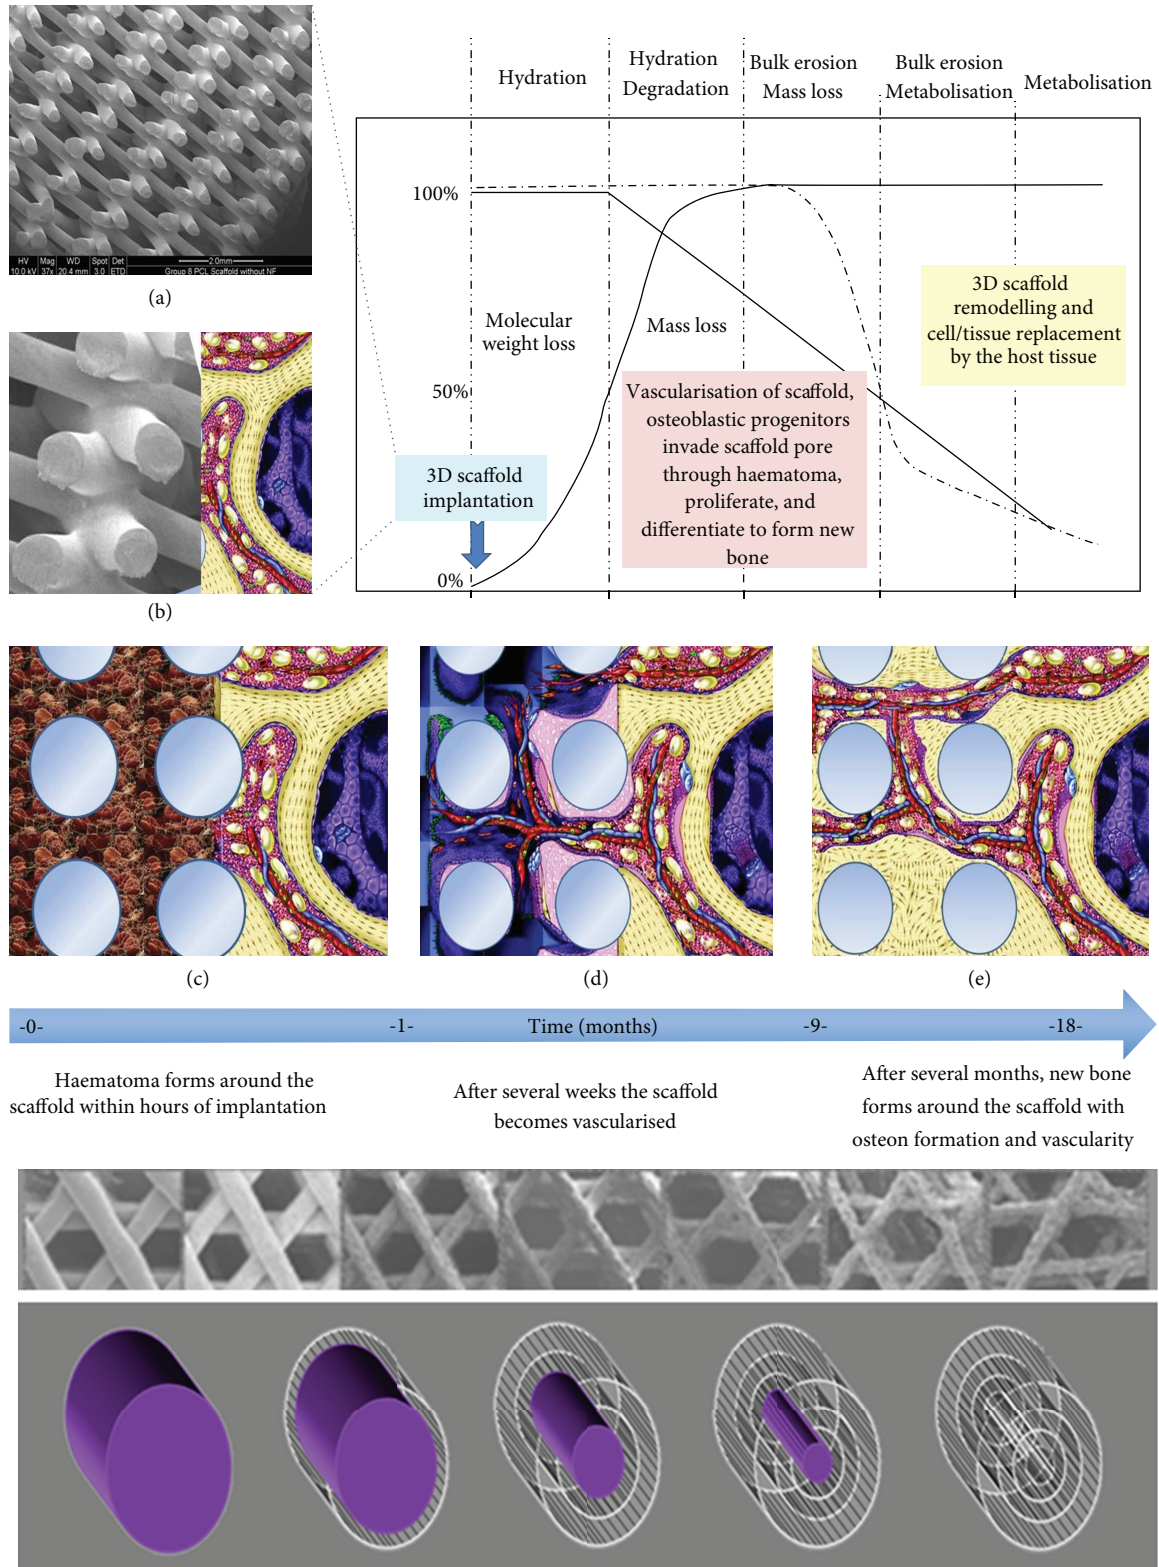 HV Mag WD Spot Det 2.0mm
10.0 kV 37x 20.4 mm 3.0 ETD Group 8 PCL Scaffold without NF
(a)
(b)
Hydration
Hydration
Degradation
Bulk erosion
Mass loss
Bulk erosion
Metabolisation
Metabolisation
100%
50%
0%
Molecular
weight loss
Mass loss
3D scaffold
implantation
Vascularisation of scaffold,
osteoblastic progenitors
invade scaffold pore
through haematoma,
proliferate, and
differentiate to form new
bone
3D scaffold
remodelling and
cell/tissue replacement
by the host tissue
(c)
(d)
(e)
-0- -1- Time (months) -9- -18-
Haematoma forms around the
scaffold within hours of implantation
After several weeks the scaffold
becomes vascularised
After several months, new bone
forms around the scaffold with
osteon formation and vascularity